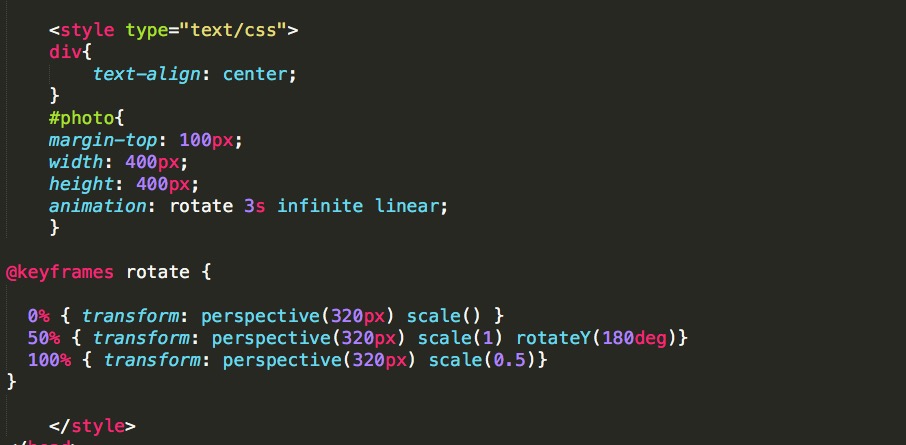 <style type="text/css">
div{
text-align: center;
}
#photo{
margin-top: 100px;
width: 400px;
height: 400px;
animation: rotate 3s infinite linear;
}
@keyframes rotate {
0% { transform: perspective(320px) scale() }
50% { transform: perspective(320px) scale(1) rotateY(180deg)}
100% { transform: perspective(320px) scale(0.5)}
}
</style>
</head>